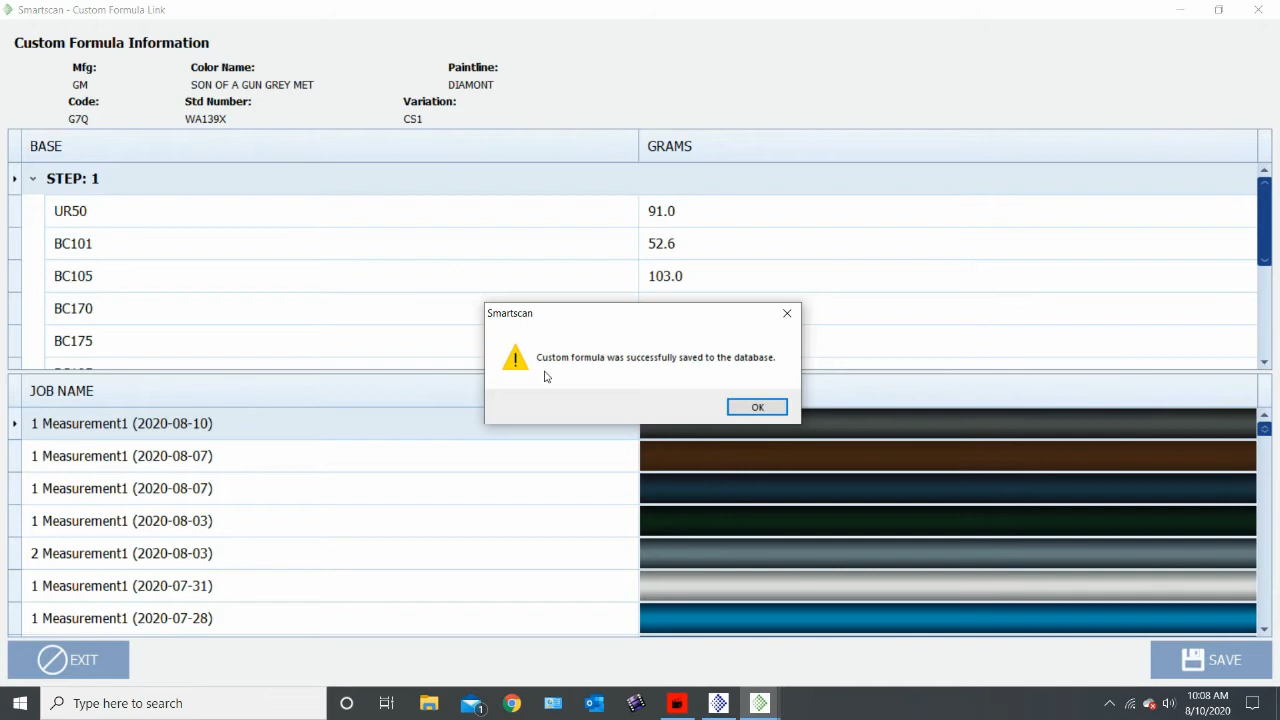 Smartscan - Custom Formula Link
Custom Formula Information
Mfg: Color Name: Paintline:
GM SON OF A GUN GREY MET DIAMONT
Code: Std Number: Variation:
G7Q WA139X CS1
BASE GRAMS
STEP: 1
UR50 91.0
BC101 52.6
BC105 103.0
BC170
BC175
Smartscan
Custom formula was successfully saved to the database.
OK
JOB NAME
1 Measurement1 (2020-08-10)
1 Measurement1 (2020-08-07)
1 Measurement1 (2020-08-07)
1 Measurement1 (2020-08-03)
2 Measurement1 (2020-08-03)
1 Measurement1 (2020-07-31)
1 Measurement1 (2020-07-28)
EXIT SAVE
Type here to search
1
10:08 AM
8/10/2020